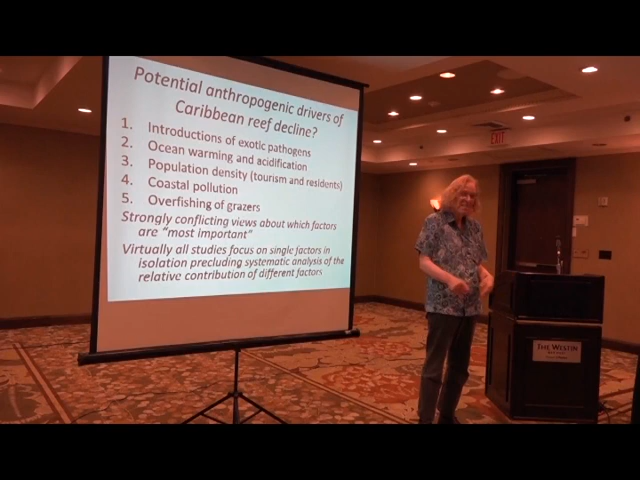 Potential anthropogenic drivers of
Caribbean reef decline?
1. Introductions of exotic pathogens
2. Ocean warming and acidification
3. Population density (tourism and residents)
4. Coastal pollution
5. Overfishing of grazers
Strongly conflicting views about which factors
are "most important"
Virtually all studies focus on single factors in
isolation precluding systematic analysis of the
relative contribution of different factors
EXIT
THE WESTIN